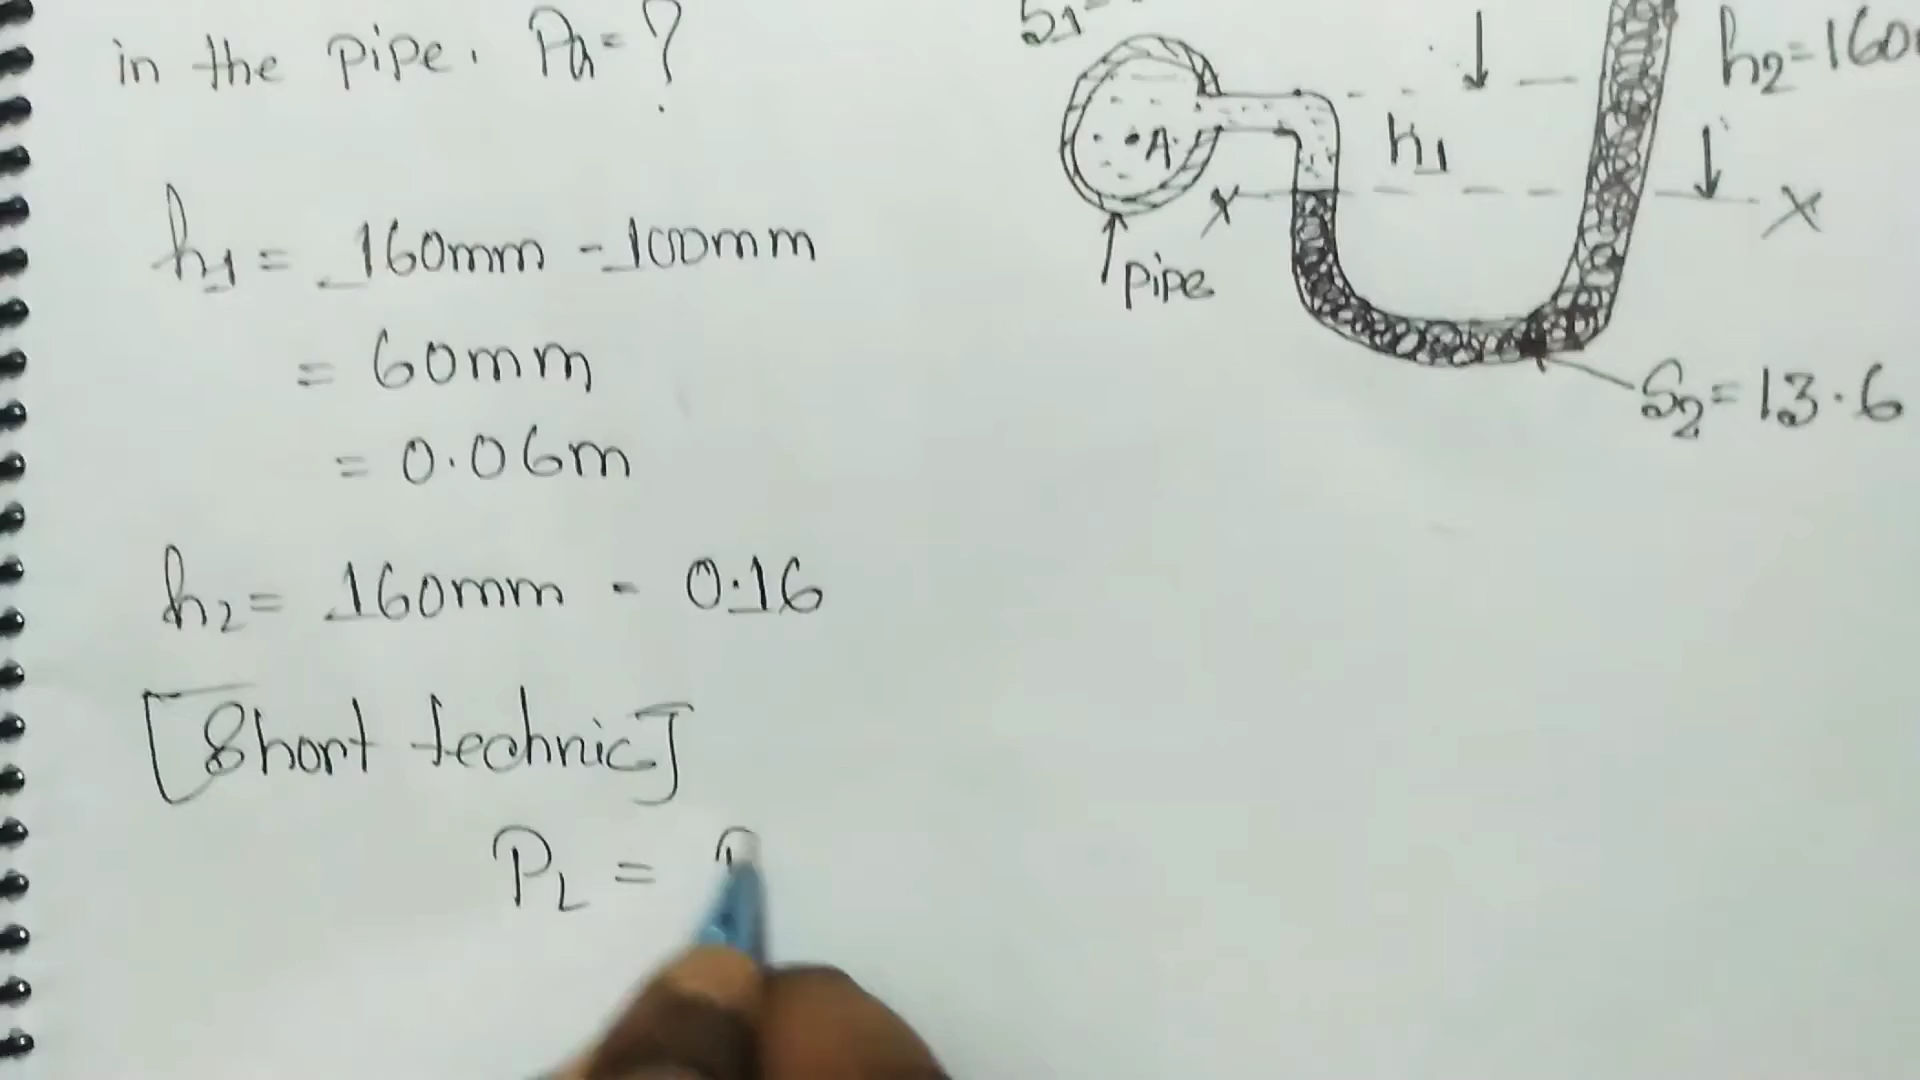 in the pipe. PA = ?
h1 = 160mm - 100mm
= 60mm
= 0.06m
h2 = 160mm - 0.16
[Short technic]
PL =
S1
A
h1
h2=160
X
X
pipe
S2=13.6